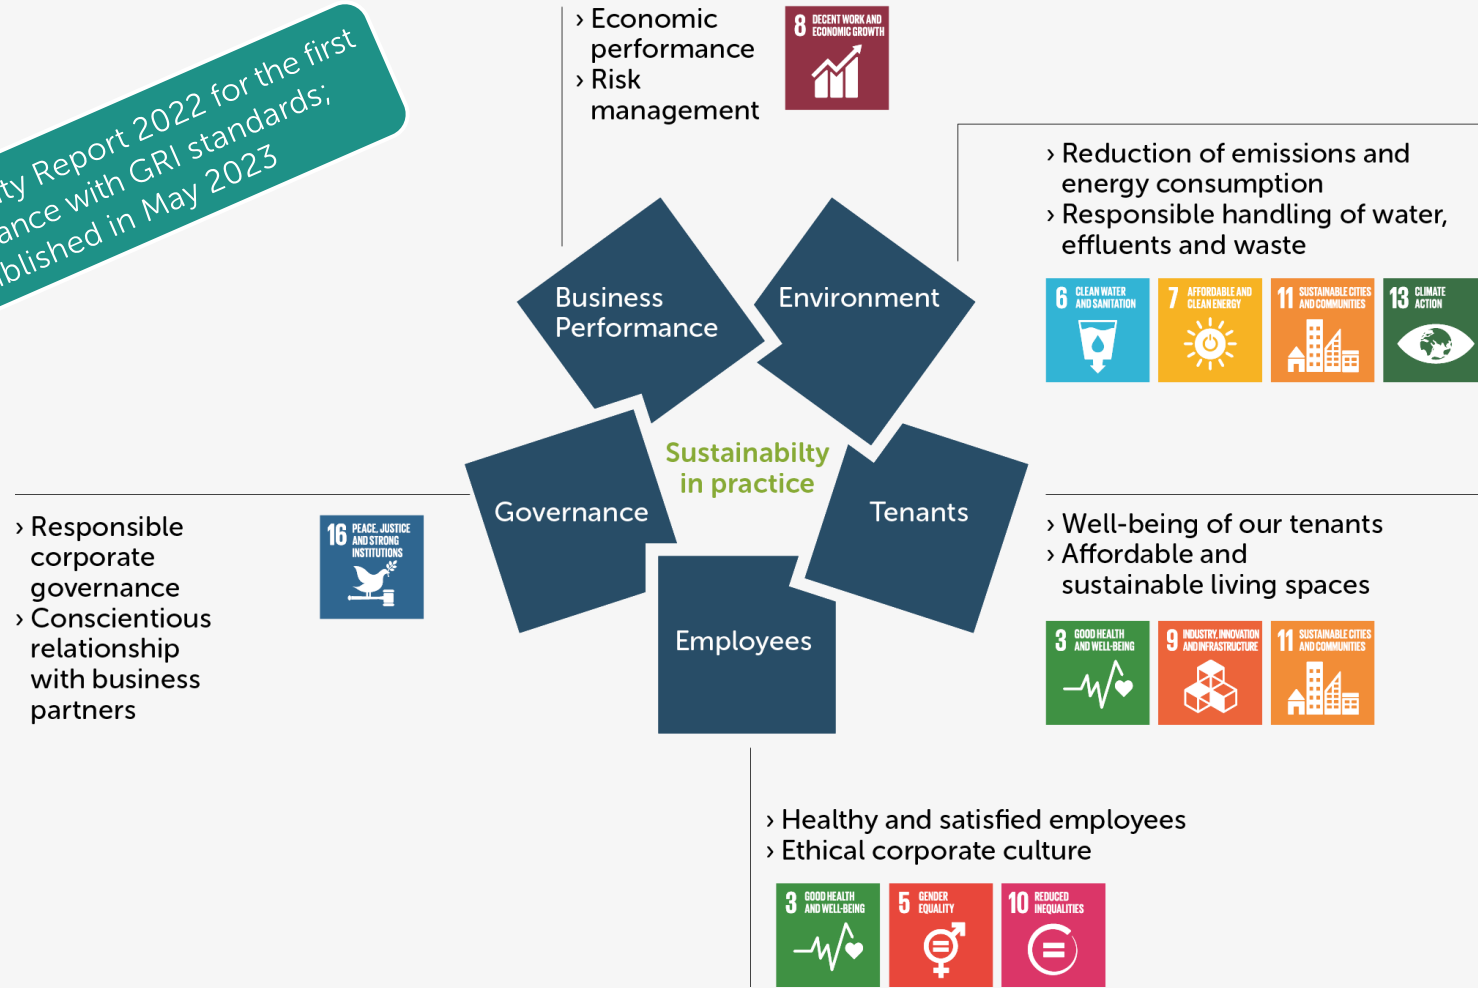 ty Report 2022 for the first
ance with GRI standards;
blished in May 2023
› Economic
performance
› Risk
management
8 DECENT WORK AND
ECONOMIC GROWTH
› Reduction of emissions and
energy consumption
› Responsible handling of water,
effluents and waste
6 CLEAN WATER
AND SANITATION
7 AFFORDABLE AND
CLEAN ENERGY
11 SUSTAINABLE CITIES
AND COMMUNITIES
13 CLIMATE
ACTION
Business
Performance
Environment
Sustainabilty
in practice
Governance
Tenants
Employees
› Responsible
corporate
governance
› Conscientious
relationship
with business
partners
16 PEACE, JUSTICE
AND STRONG
INSTITUTIONS
› Well-being of our tenants
› Affordable and
sustainable living spaces
3 GOOD HEALTH
AND WELL-BEING
9 INDUSTRY, INNOVATION
AND INFRASTRUCTURE
11 SUSTAINABLE CITIES
AND COMMUNITIES
› Healthy and satisfied employees
› Ethical corporate culture
3 GOOD HEALTH
AND WELL-BEING
5 GENDER
EQUALITY
10 REDUCED
INEQUALITIES